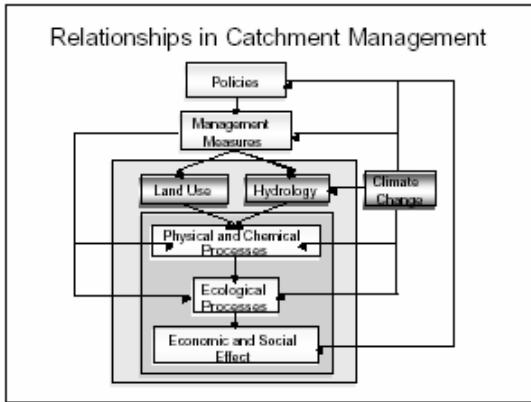 Relationships in Catchment Management
Policies
Management
Measures
Land Use
Hydrology
Climate
Change
Physical and Chemical
Processes
Ecological
Processes
Economic and Social
Effect